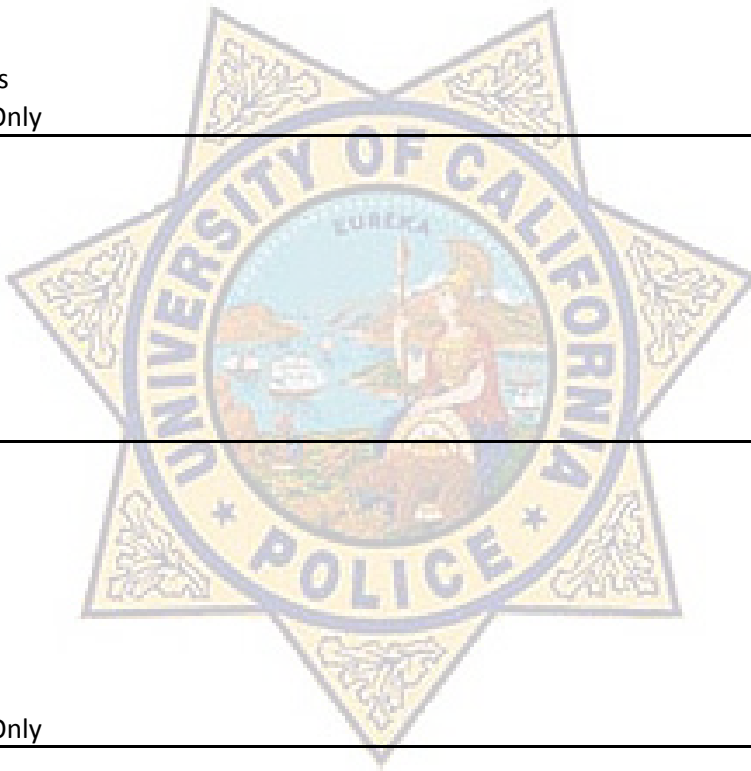 s
Only
UNIVERSITY OF CALIFORNIA
EUREKA
* POLICE *
Only